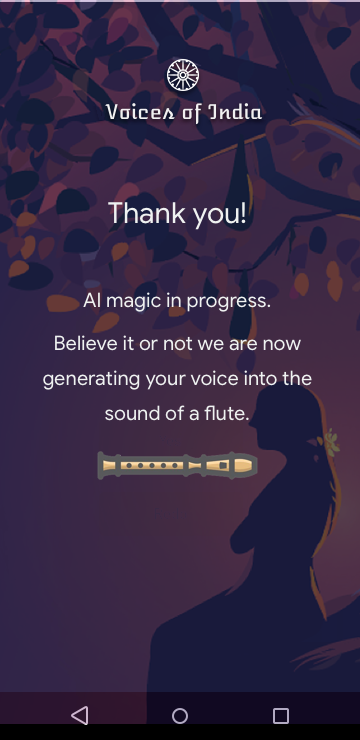 Voices of India
Thank you!
AI magic in progress.
Believe it or not we are now
generating your voice into the
sound of a flute.